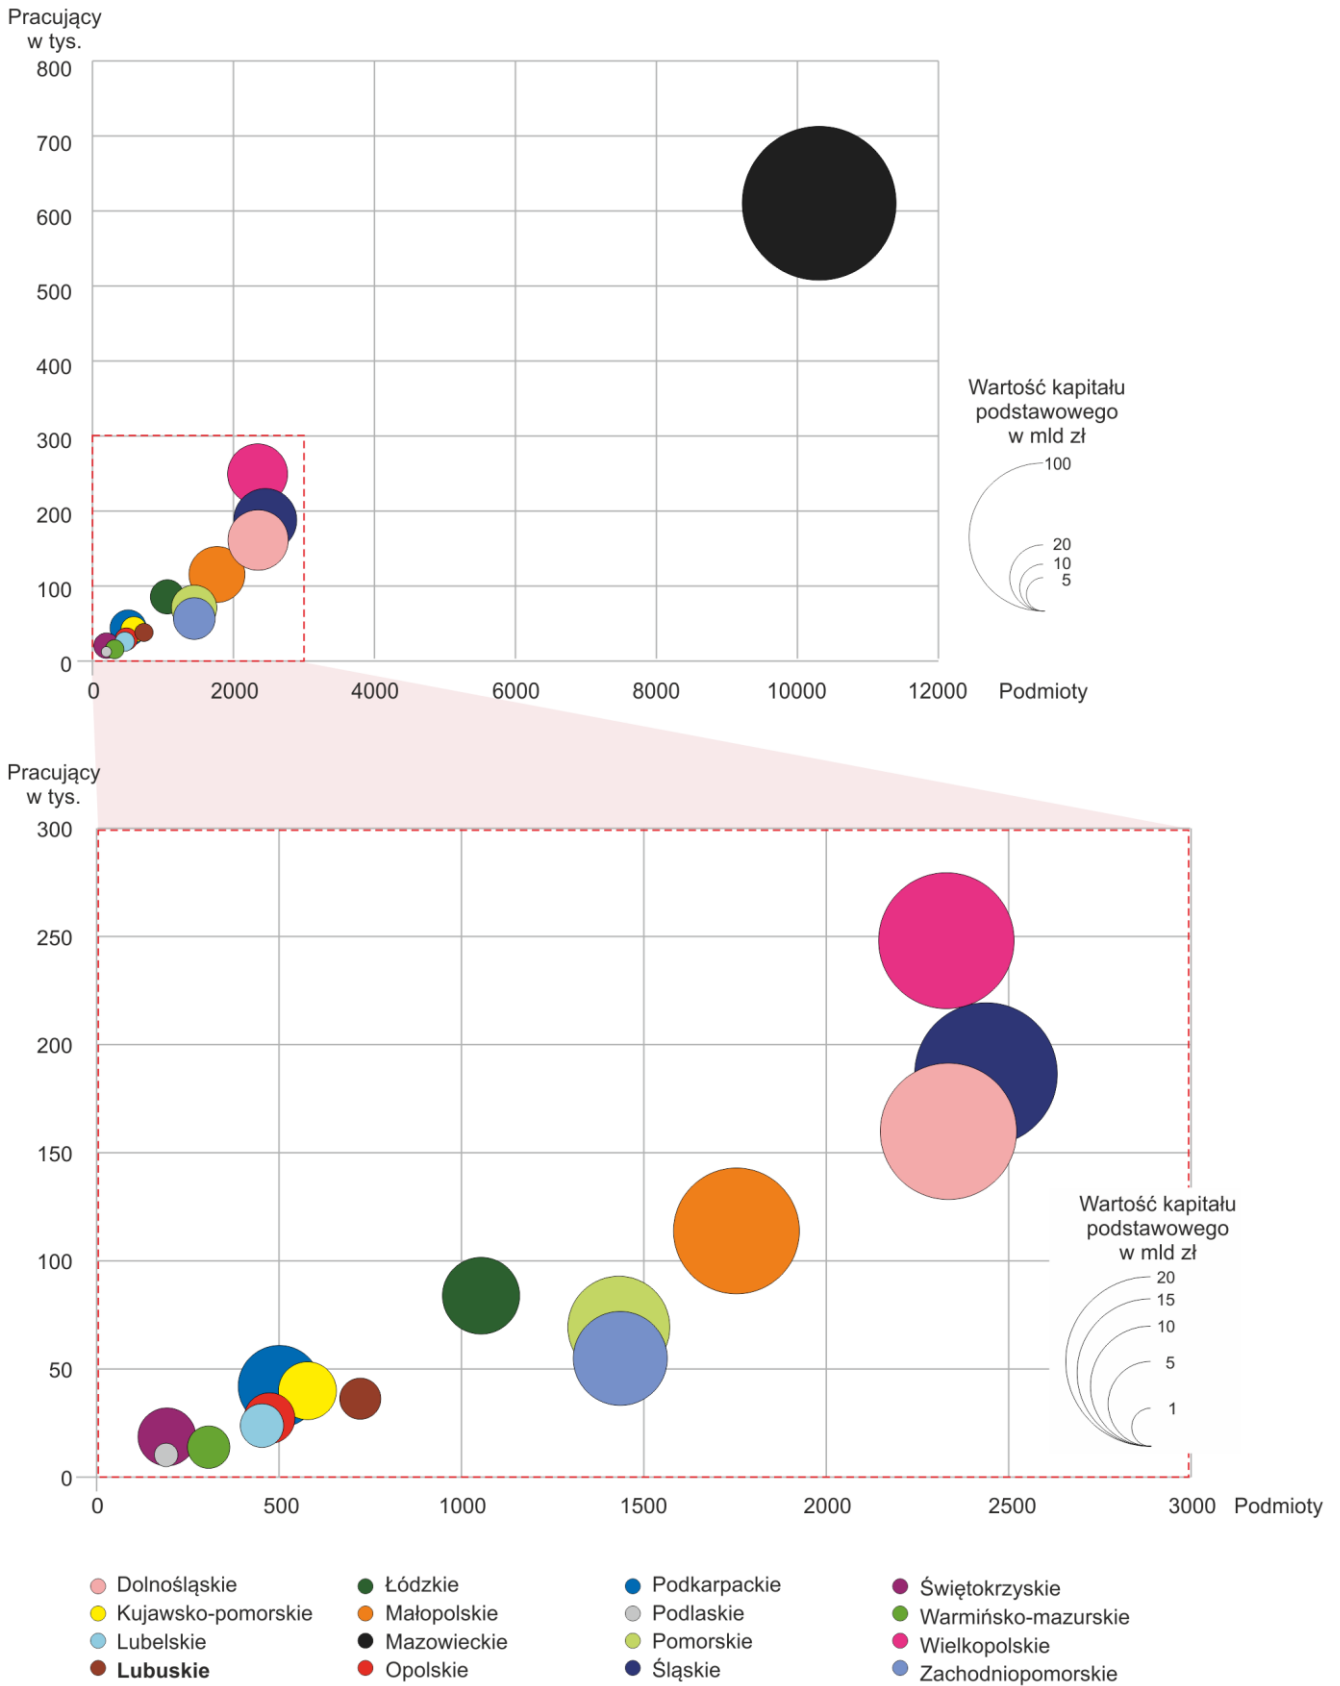 Pracujący
w tys.
800
700
600
500
400
300
200
100
0
0 2000 4000 6000 8000 10000 12000 Podmioty
Wartość kapitału
podstawowego
w mld zł
100
20
10
5
Pracujący
w tys.
300
250
200
150
100
50
0
0 500 1000 1500 2000 2500 3000 Podmioty
Wartość kapitału
podstawowego
w mld zł
20
15
10
5
1
Dolnośląskie
Kujawsko-pomorskie
Lubelskie
Lubuskie
Łódzkie
Małopolskie
Mazowieckie
Opolskie
Podkarpackie
Podlaskie
Pomorskie
Śląskie
Świętokrzyskie
Warmińsko-mazurskie
Wielkopolskie
Zachodniopomorskie